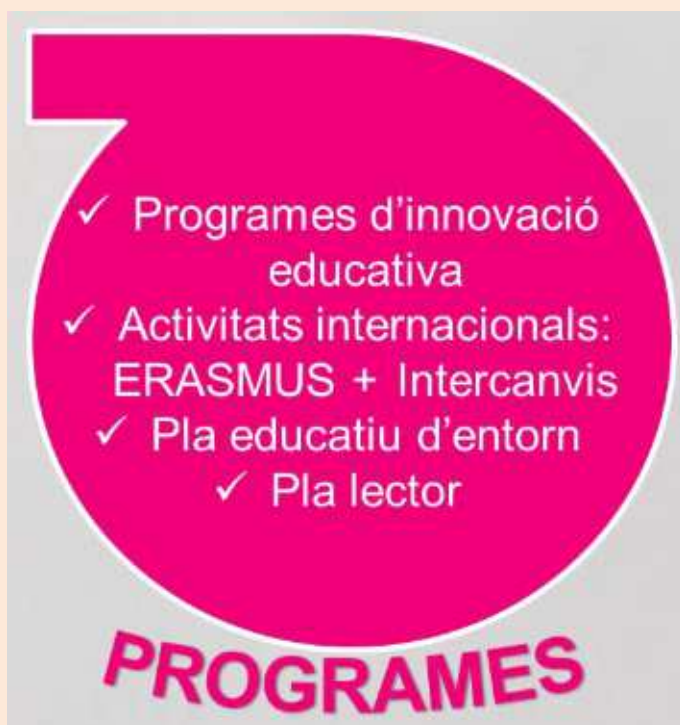 ✓ Programes d'innovació
educativa
✓ Activitats internacionals:
ERASMUS + Intercanvis
✓ Pla educatiu d'entorn
✓ Pla lector
PROGRAMES